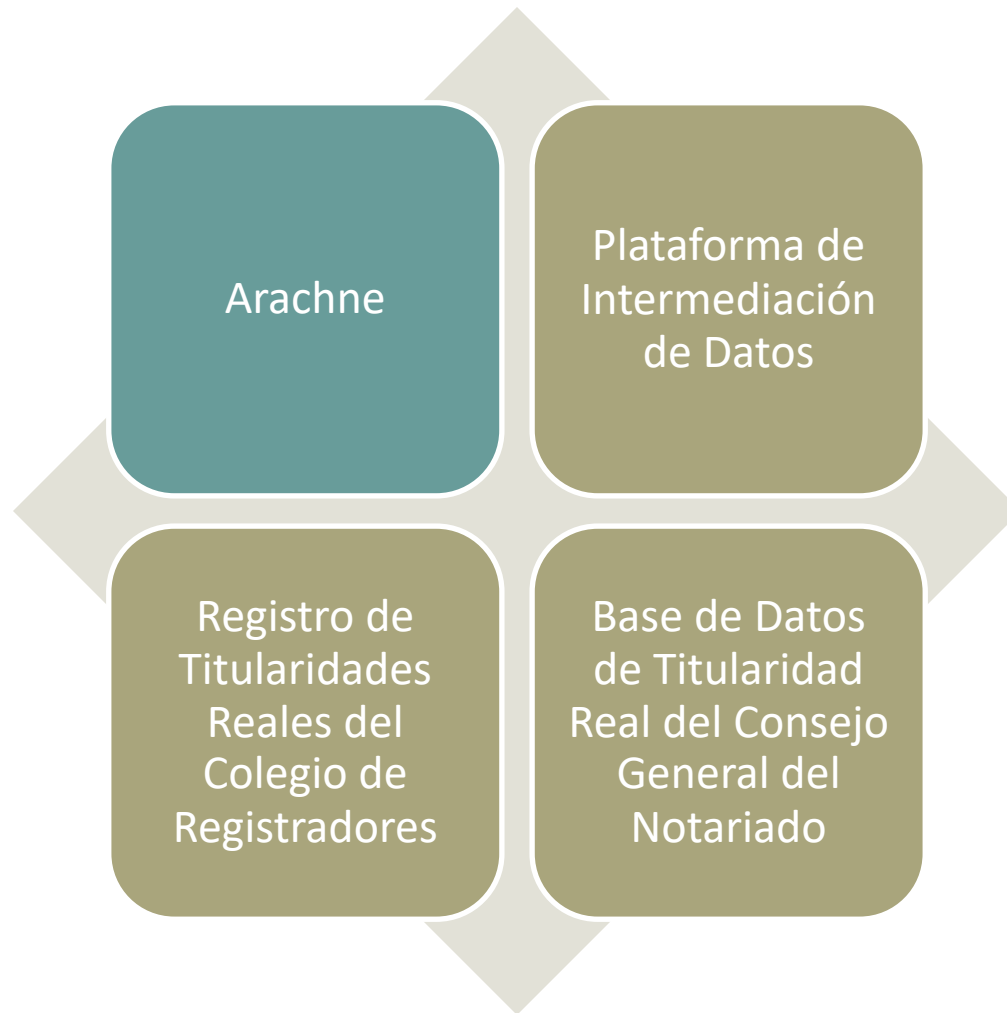 Arachne
Plataforma de
Intermediación
de Datos
Registro de
Titularidades
Reales del
Colegio de
Registradores
Base de Datos
de Titularidad
Real del Consejo
General del
Notariado